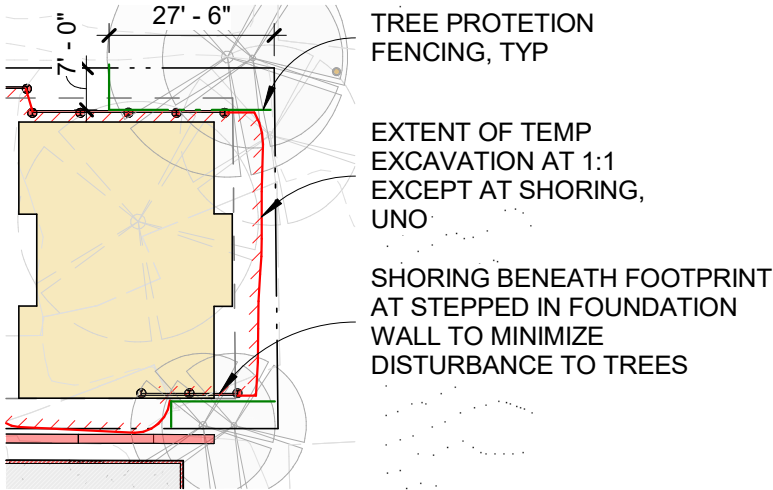 27' - 6"
7' - 0"
TREE PROTETION
FENCING, TYP
EXTENT OF TEMP
EXCAVATION AT 1:1
EXCEPT AT SHORING,
UNO
SHORING BENEATH FOOTPRINT
AT STEPPED IN FOUNDATION
WALL TO MINIMIZE
DISTURBANCE TO TREES